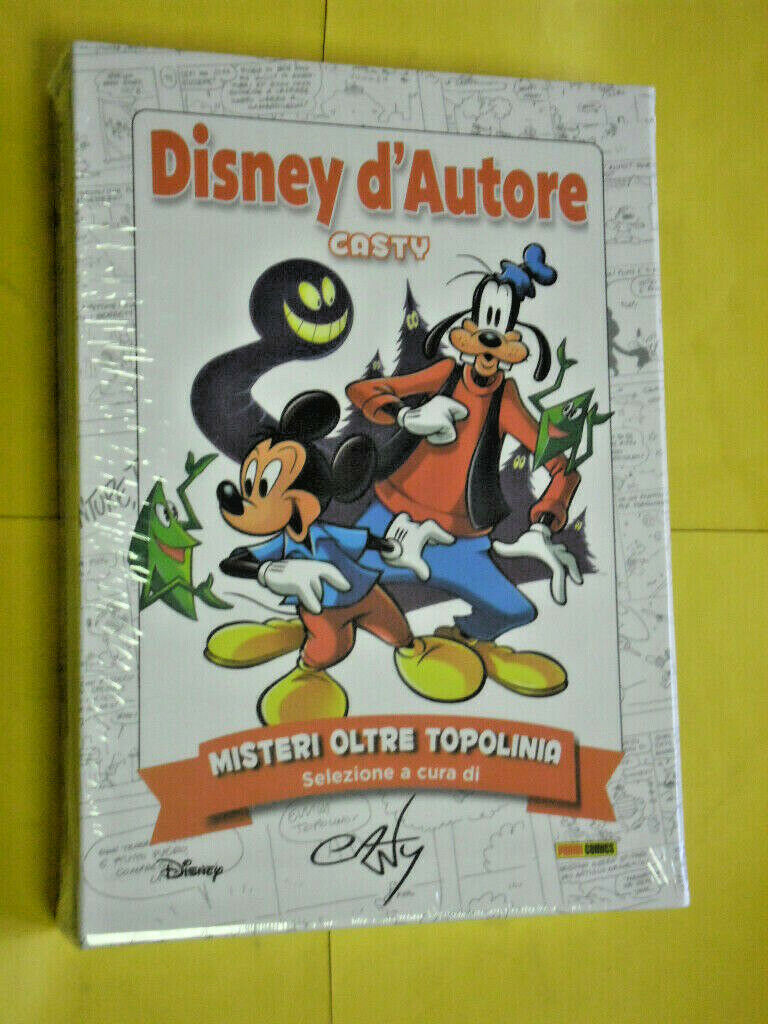 Disney d'Autore
CASTY
MISTERI OLTRE TOPOLINIA
Selezione a cura di
CASTY
Disney
PANINI COMICS